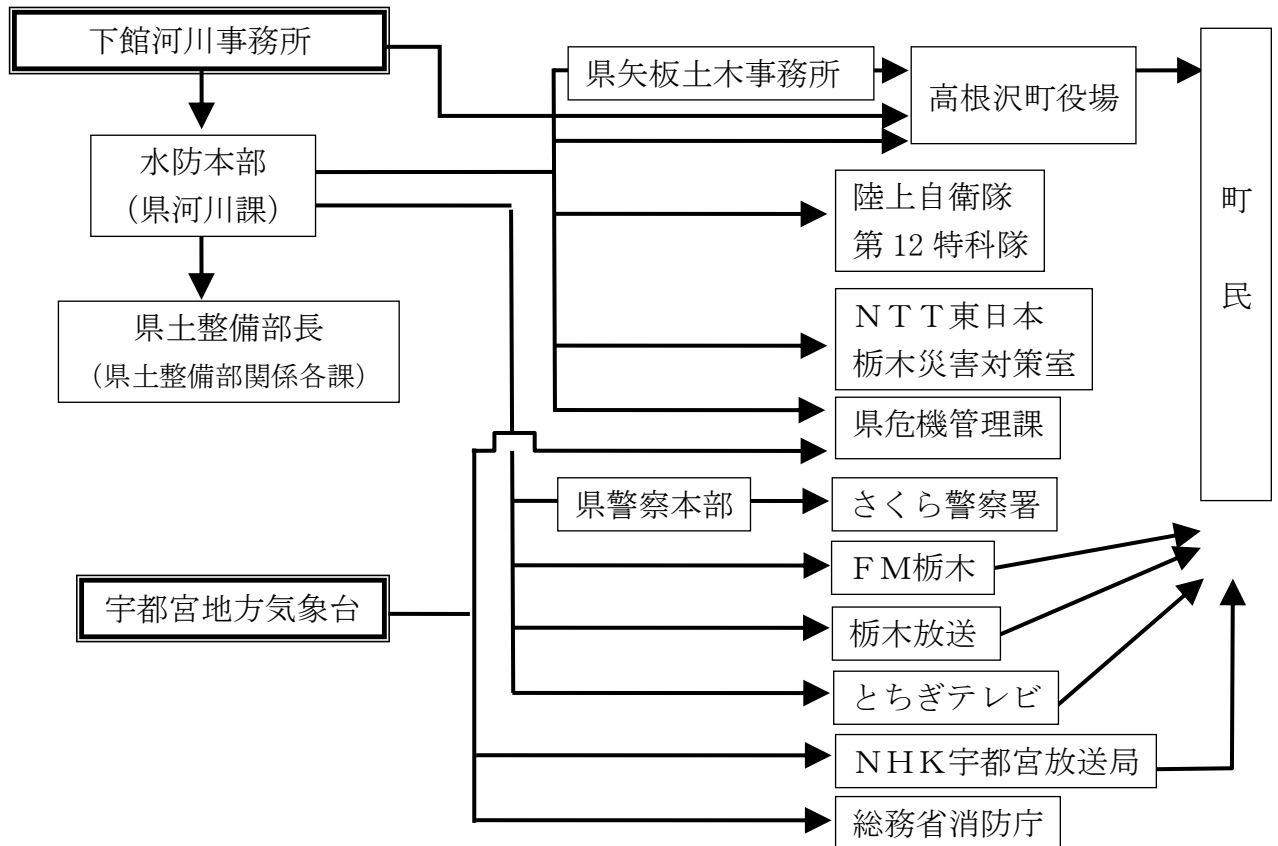 下館河川事務所
県矢板土木事務所
高根沢町役場
町
民
水防本部
（県河川課）
陸上自衛隊
第 12 特科隊
県土整備部長
（県土整備部関係各課）
ＮＴＴ東日本
栃木災害対策室
県危機管理課
県警察本部
さくら警察署
ＦＭ栃木
宇都宮地方気象台
栃木放送
とちぎテレビ
ＮＨＫ宇都宮放送局
総務省消防庁